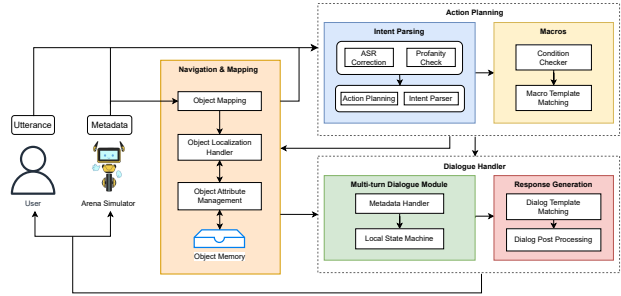 Action Planning
Intent Parsing
Macros
ASR
Correction
Profanity
Check
Condition
Checker
Action Planning
Intent Parser
Macro Template
Matching
Navigation & Mapping
Object Mapping
Object Localization
Handler
Object Attribute
Management
Object Memory
Utterance
Metadata
User
Arena Simulator
Dialogue Handler
Multi-turn Dialogue Module
Response Generation
Metadata Handler
Local State Machine
Dialog Template
Matching
Dialog Post Processing